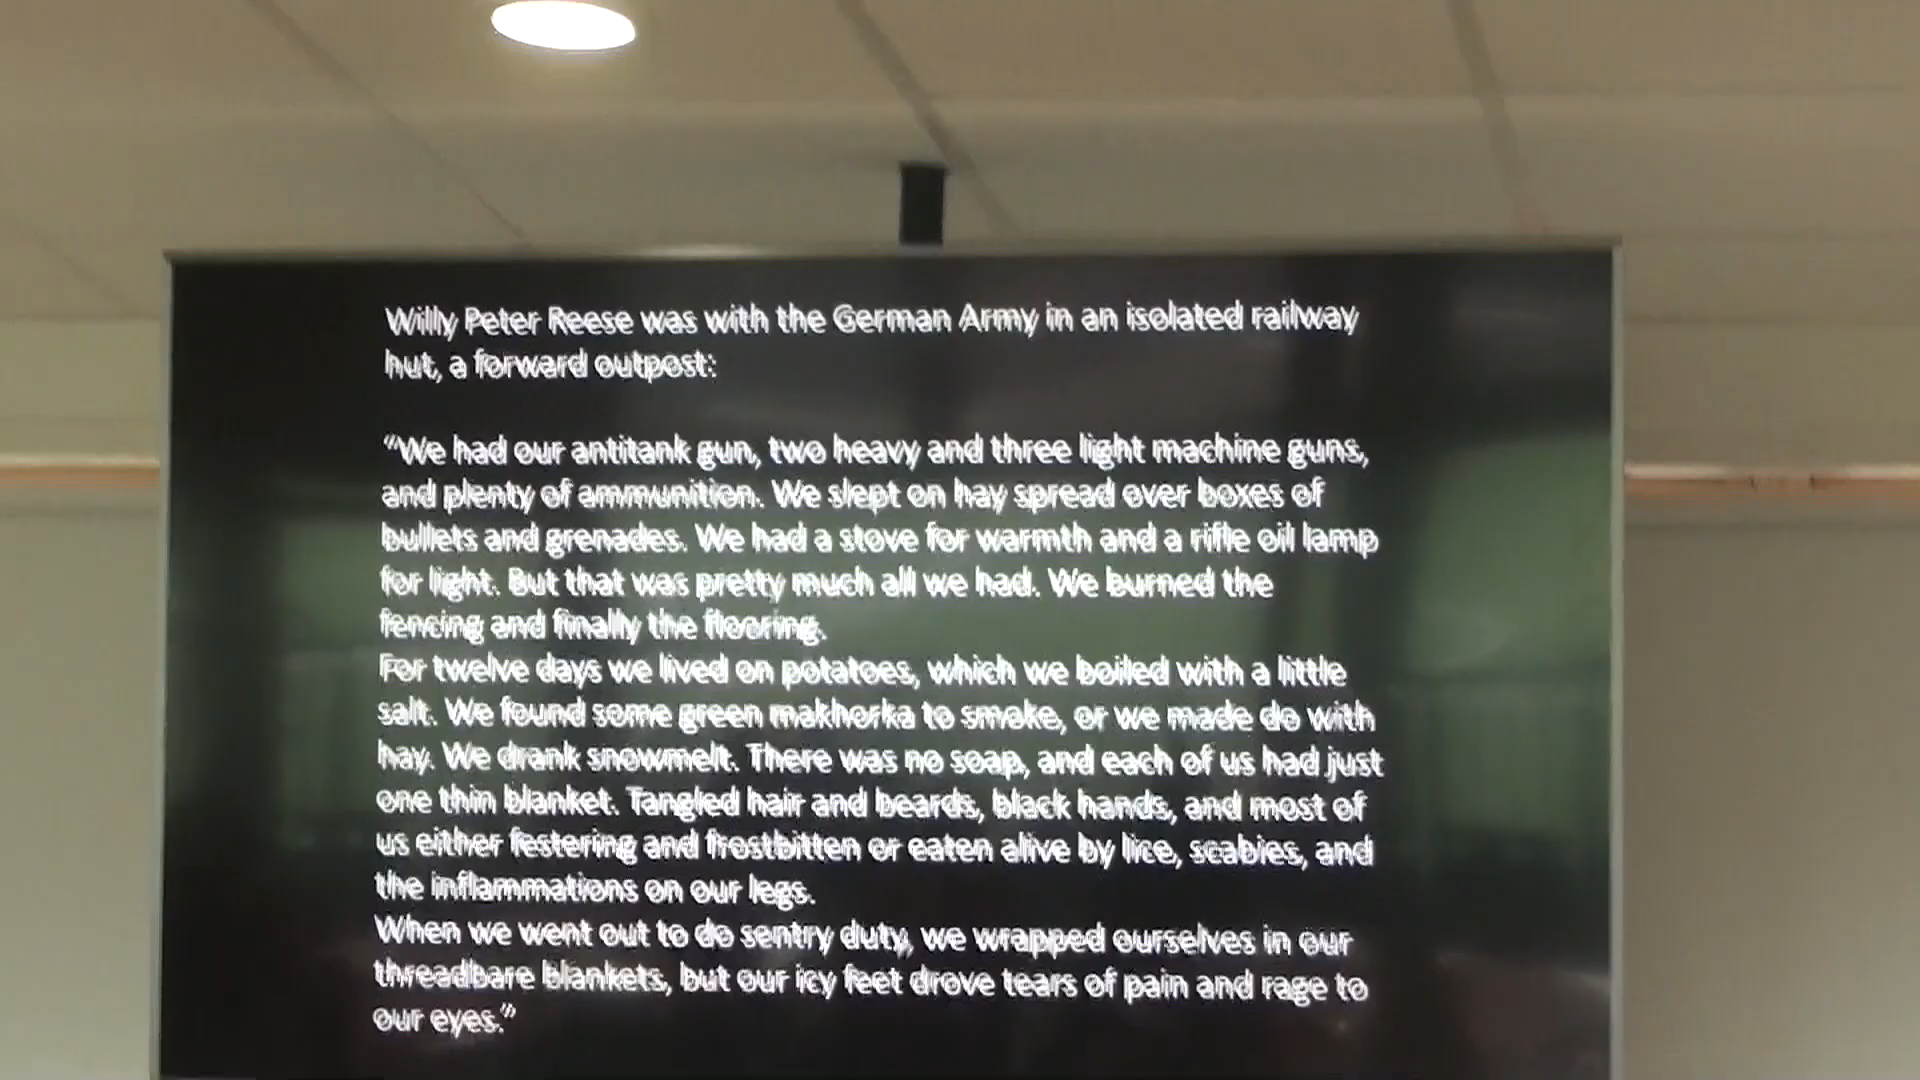 Willy Peter Reese was with the German Army in an isolated railway
hut, a forward outpost:
“We had our antitank gun, two heavy and three light machine guns,
and plenty of ammunition. We slept on hay spread over boxes of
bullets and grenades. We had a stove for warmth and a rifle oil lamp
for light. But that was pretty much all we had. We burned the
fencing and finally the flooring.
For twelve days we lived on potatoes, which we boiled with a little
salt. We found some green makhorka to smoke, or we made do with
hay. We drank snowmelt. There was no soap, and each of us had just
one thin blanket. Tangled hair and beards, black hands, and most of
us either festering and frostbitten or eaten alive by lice, scabies, and
the inflammations on our legs.
When we went out to do sentry duty, we wrapped ourselves in our
threadbare blankets, but our icy feet drove tears of pain and rage to
our eyes.”